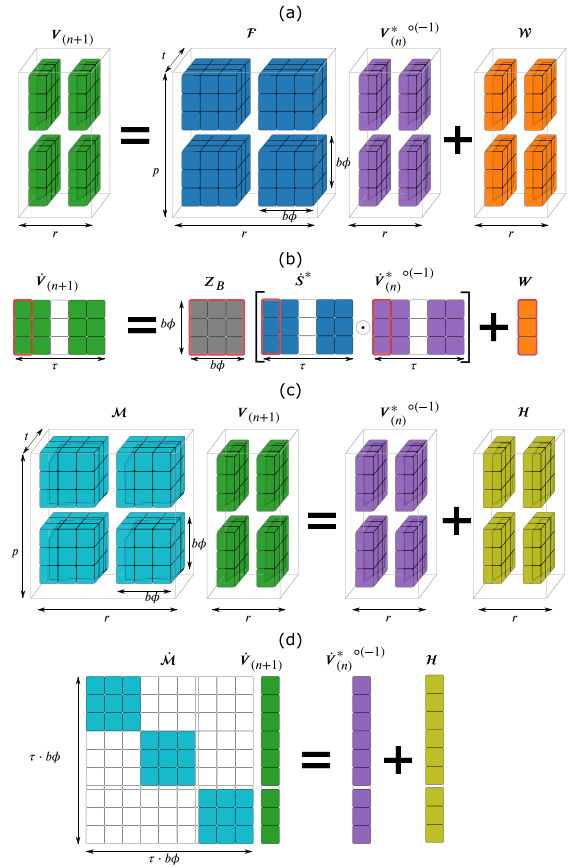 (a)
V(n+1) = F V*(n) ∘(−1) + W
t
p
bϕ
bϕ
r r r r
(b)
V̇(n+1) = Z_B [ Ṡ* ⊙ V̇*(n) ∘(−1) ] + W
bϕ
τ bϕ τ τ
(c)
M V(n+1) = V*(n) ∘(−1) + H
t
p
bϕ
bϕ
r r r r
(d)
Ṁ V̇(n+1) = V̇*(n) ∘(−1) + H
τ · bϕ
τ · bϕ